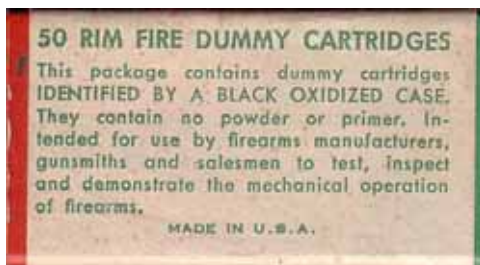 50 RIM FIRE DUMMY CARTRIDGES
This package contains dummy cartridges
IDENTIFIED BY A BLACK OXIDIZED CASE.
They contain no powder or primer. In-
tended for use by firearms manufacturers,
gunsmiths and salesmen to test, inspect
and demonstrate the mechanical operation
of firearms.
MADE IN U.S.A.